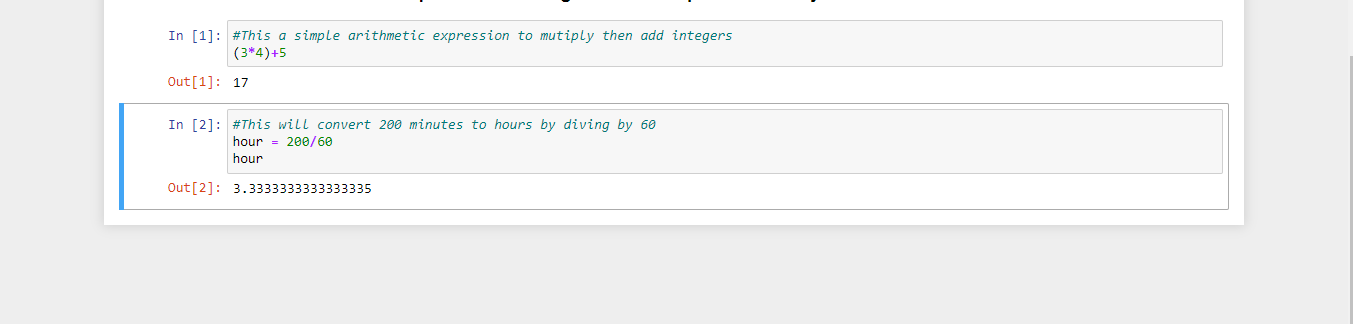 In [1]: #This a simple arithmetic expression to mutiply then add integers
(3*4)+5
Out[1]: 17
In [2]: #This will convert 200 minutes to hours by diving by 60
hour = 200/60
hour
Out[2]: 3.3333333333333335